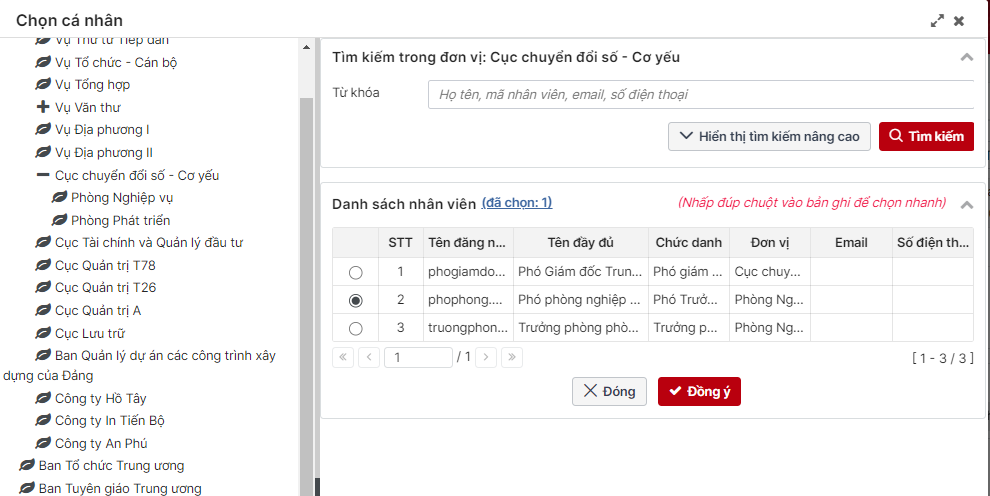 Chọn cá nhân
Vụ Thư từ Tiếp dân
Vụ Tổ chức - Cán bộ
Vụ Tổng hợp
Vụ Văn thư
Vụ Địa phương I
Vụ Địa phương II
Cục chuyển đổi số - Cơ yếu
Phòng Nghiệp vụ
Phòng Phát triển
Cục Tài chính và Quản lý đầu tư
Cục Quản trị T78
Cục Quản trị T26
Cục Quản trị A
Cục Lưu trữ
Ban Quản lý dự án các công trình xây
dựng của Đảng
Công ty Hồ Tây
Công ty In Tiến Bộ
Công ty An Phú
Ban Tổ chức Trung ương
Ban Tuyên giáo Trung ương
Tìm kiếm trong đơn vị: Cục chuyển đổi số - Cơ yếu
Từ khóa
Họ tên, mã nhân viên, email, số điện thoại
Hiển thị tìm kiếm nâng cao
Tìm kiếm
Danh sách nhân viên (đã chọn: 1) (Nhấp đúp chuột vào bản ghi để chọn nhanh)
STT Tên đăng n... Tên đầy đủ Chức danh Đơn vị Email Số điện th...
1 phogiamdo... Phó Giám đốc Trun... Phó giám ... Cục chuy...
2 phophong.... Phó phòng nghiệp ... Phó Trưở... Phòng Ng...
3 truongphon... Trưởng phòng phò... Trưởng p... Phòng Ng...
« ‹ 1 / 1 › » [ 1 - 3 / 3 ]
Đóng
Đồng ý